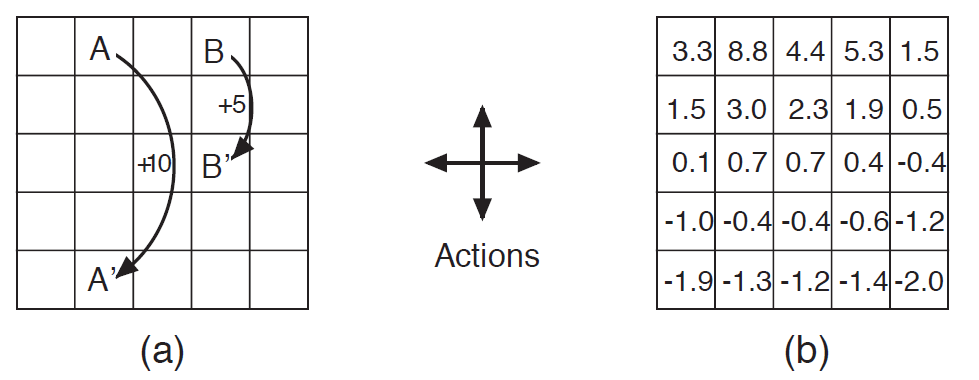 A B
+5
+10 B'
A'
Actions
(a)
3.3 8.8 4.4 5.3 1.5
1.5 3.0 2.3 1.9 0.5
0.1 0.7 0.7 0.4 -0.4
-1.0 -0.4 -0.4 -0.6 -1.2
-1.9 -1.3 -1.2 -1.4 -2.0
(b)